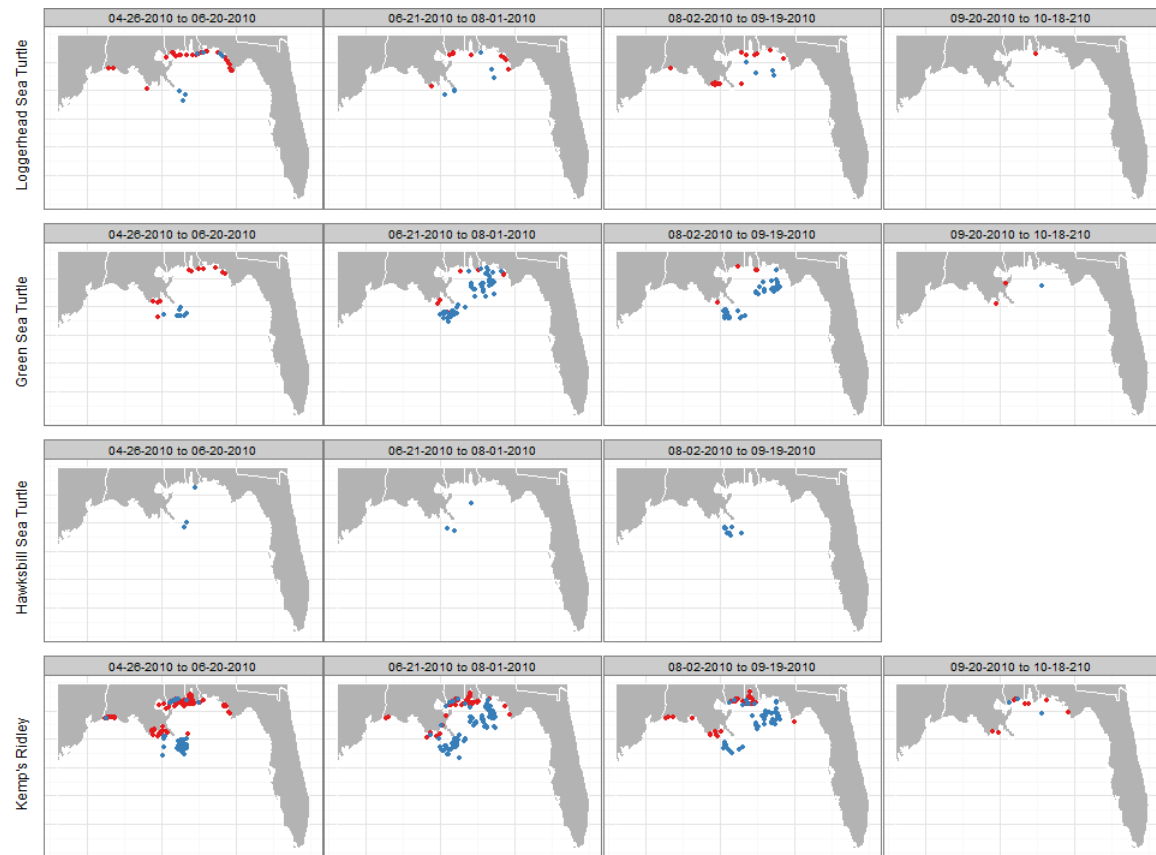 04-26-2010 to 06-20-2010 06-21-2010 to 08-01-2010 08-02-2010 to 09-19-2010 09-20-2010 to 10-18-210
Loggerhead Sea Turtle
04-26-2010 to 06-20-2010 06-21-2010 to 08-01-2010 08-02-2010 to 09-19-2010 09-20-2010 to 10-18-210
Green Sea Turtle
04-26-2010 to 06-20-2010 06-21-2010 to 08-01-2010 08-02-2010 to 09-19-2010
Hawksbill Sea Turtle
04-26-2010 to 06-20-2010 06-21-2010 to 08-01-2010 08-02-2010 to 09-19-2010 09-20-2010 to 10-18-210
Kemp's Ridley